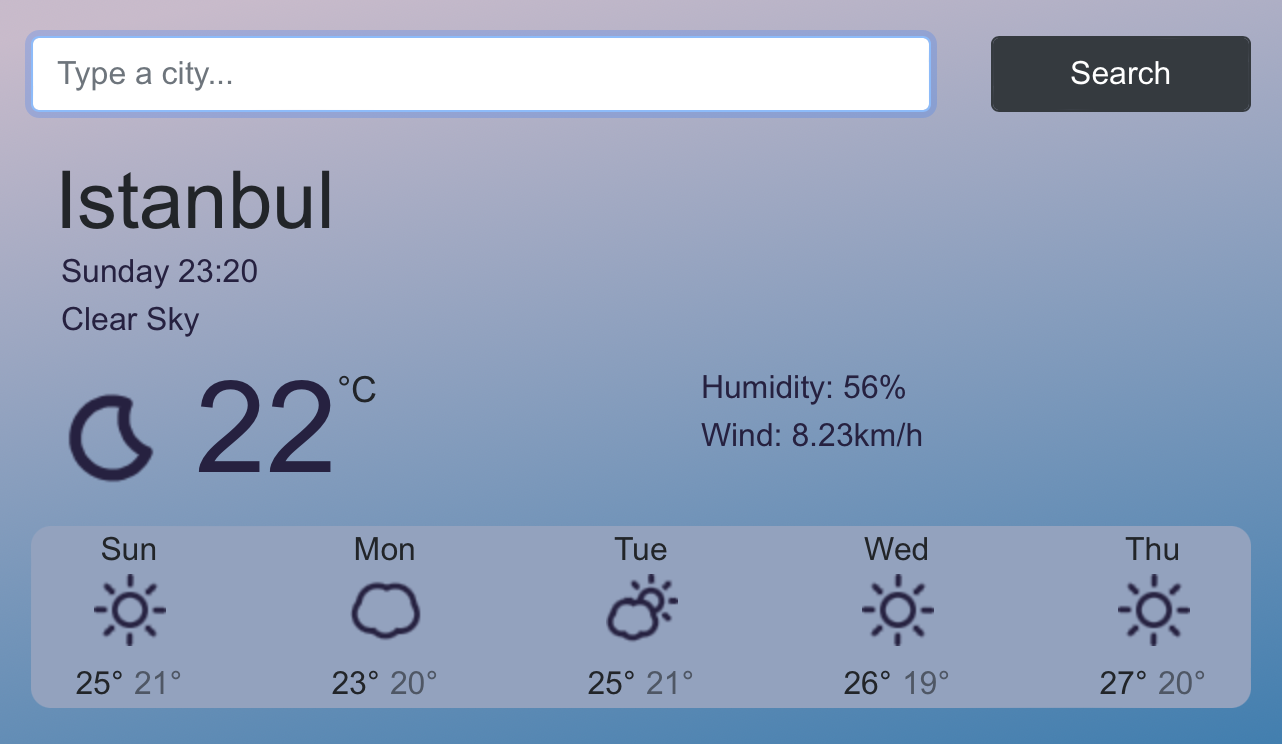 Type a city...
Search
Istanbul
Sunday 23:20
Clear Sky
22°C
Humidity: 56%
Wind: 8.23km/h
Sun Mon Tue Wed Thu
25° 21° 23° 20° 25° 21° 26° 19° 27° 20°